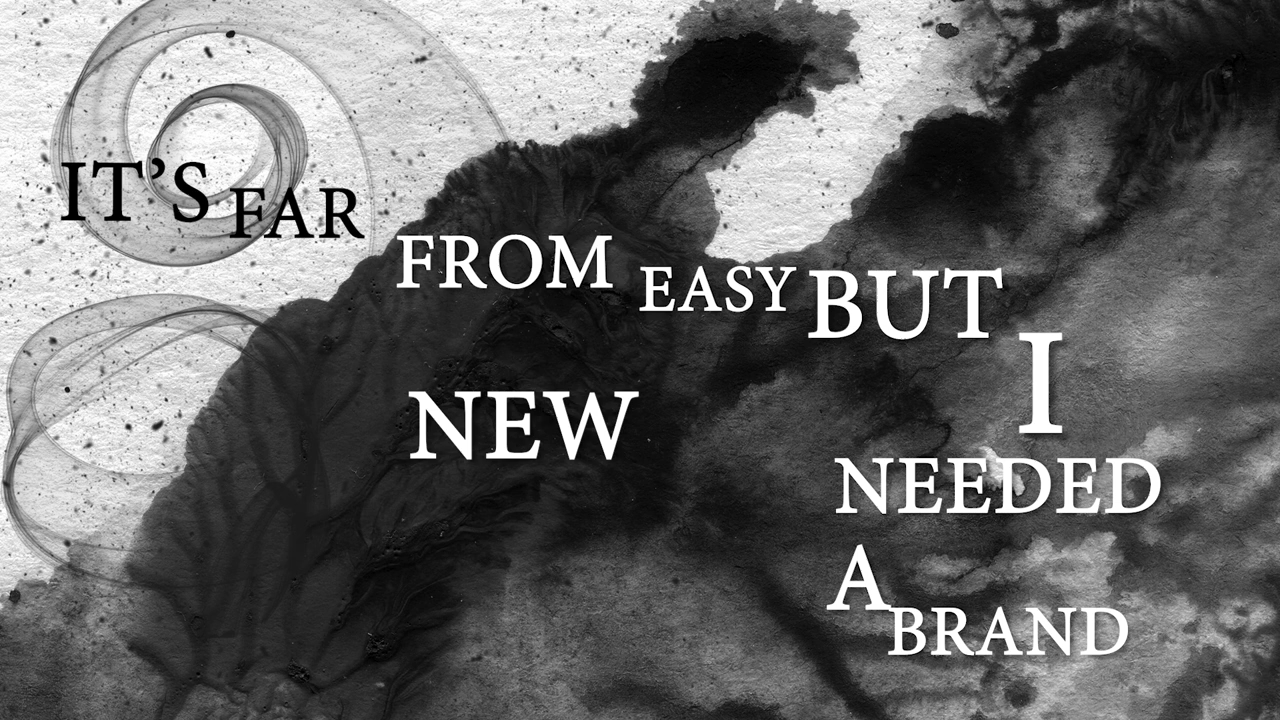 IT'S FAR
FROM EASY BUT
I
NEEDED
A
BRAND
NEW